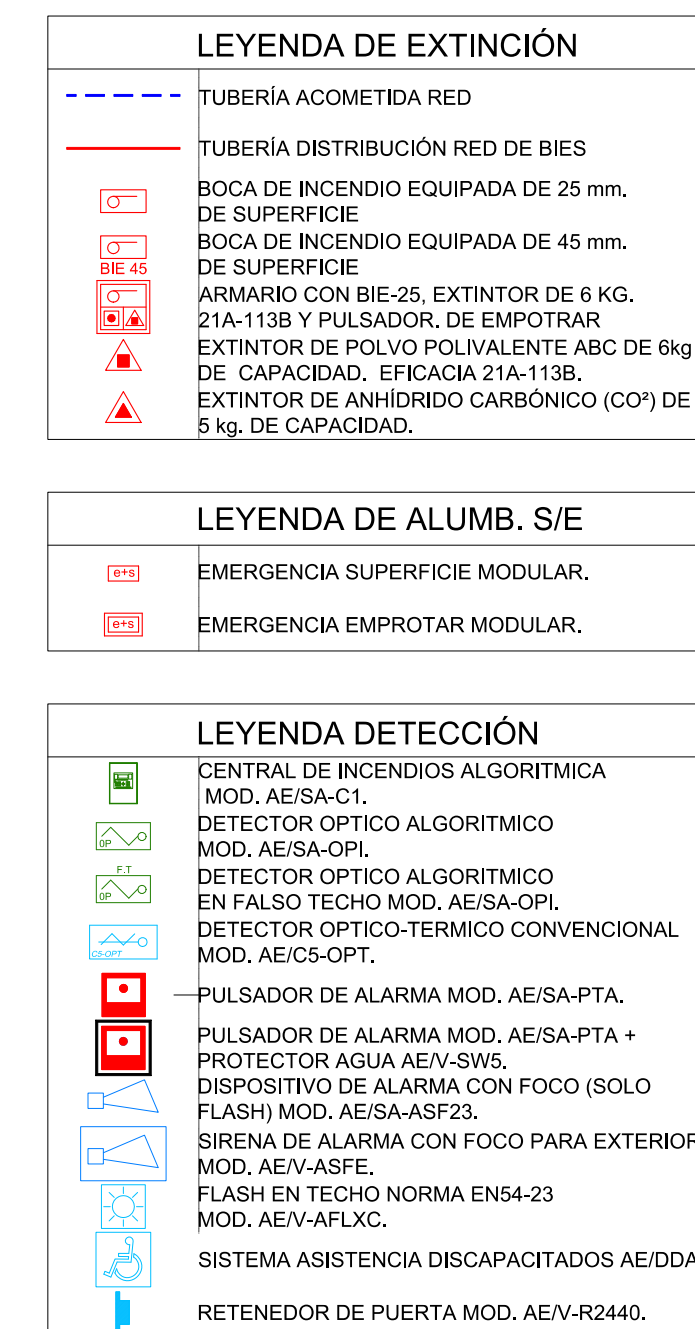 LEYENDA DE EXTINCIÓN
TUBERÍA ACOMETIDA RED
TUBERÍA DISTRIBUCIÓN RED DE BIES
BOCA DE INCENDIO EQUIPADA DE 25 mm.
DE SUPERFICIE
BOCA DE INCENDIO EQUIPADA DE 45 mm.
BIE 45
DE SUPERFICIE
ARMARIO CON BIE-25, EXTINTOR DE 6 KG.
21A-113B Y PULSADOR. DE EMPOTRAR
EXTINTOR DE POLVO POLIVALENTE ABC DE 6kg
DE CAPACIDAD. EFICACIA 21A-113B.
EXTINTOR DE ANHÍDRIDO CARBÓNICO (CO²) DE
5 kg. DE CAPACIDAD.
LEYENDA DE ALUMB. S/E
e+s
EMERGENCIA SUPERFICIE MODULAR.
e+s
EMERGENCIA EMPROTAR MODULAR.
LEYENDA DETECCIÓN
CENTRAL DE INCENDIOS ALGORITMICA
MOD. AE/SA-C1.
DETECTOR OPTICO ALGORITMICO
0P
MOD. AE/SA-OPI.
F.T
DETECTOR OPTICO ALGORITMICO
0P
EN FALSO TECHO MOD. AE/SA-OPI.
DETECTOR OPTICO-TERMICO CONVENCIONAL
C5-OPT
MOD. AE/C5-OPT.
PULSADOR DE ALARMA MOD. AE/SA-PTA.
PULSADOR DE ALARMA MOD. AE/SA-PTA +
PROTECTOR AGUA AE/V-SW5.
DISPOSITIVO DE ALARMA CON FOCO (SOLO
FLASH) MOD. AE/SA-ASF23.
SIRENA DE ALARMA CON FOCO PARA EXTERIOR
MOD. AE/V-ASFE.
FLASH EN TECHO NORMA EN54-23
MOD. AE/V-AFLXC.
SISTEMA ASISTENCIA DISCAPACITADOS AE/DDA
RETENEDOR DE PUERTA MOD. AE/V-R2440.